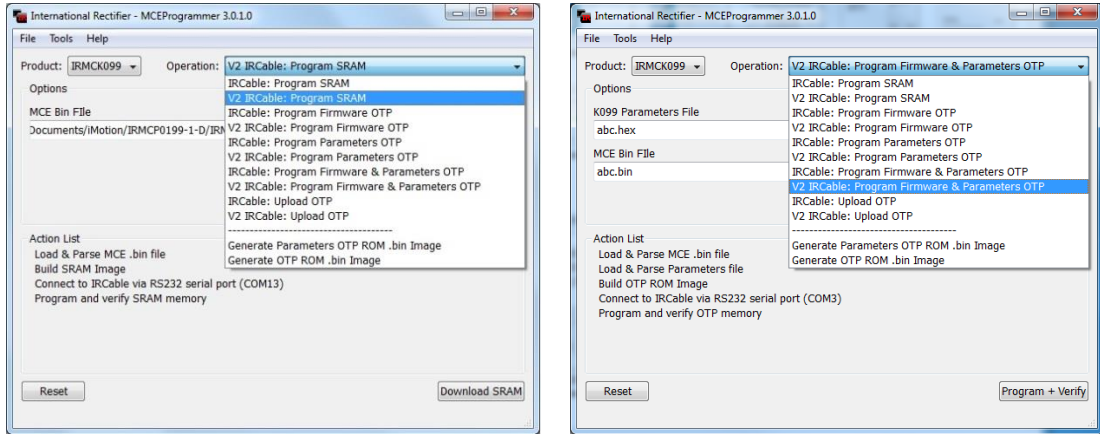 International Rectifier - MCEProgrammer 3.0.1.0
File Tools Help
Product: IRMCK099 Operation: V2 IRCable: Program SRAM
IRCable: Program SRAM
V2 IRCable: Program SRAM
IRCable: Program Firmware OTP
V2 IRCable: Program Firmware OTP
IRCable: Program Parameters OTP
V2 IRCable: Program Parameters OTP
IRCable: Program Firmware & Parameters OTP
V2 IRCable: Program Firmware & Parameters OTP
IRCable: Upload OTP
V2 IRCable: Upload OTP
-------------------------------------
Generate Parameters OTP ROM .bin Image
Generate OTP ROM .bin Image
Options
MCE Bin FIle
Documents/iMotion/IRMCP0199-1-D/IRM
Action List
Load & Parse MCE .bin file
Build SRAM Image
Connect to IRCable via RS232 serial port (COM13)
Program and verify SRAM memory
Reset Download SRAM
International Rectifier - MCEProgrammer 3.0.1.0
File Tools Help
Product: IRMCK099 Operation: V2 IRCable: Program Firmware & Parameters OTP
IRCable: Program SRAM
V2 IRCable: Program SRAM
IRCable: Program Firmware OTP
V2 IRCable: Program Firmware OTP
IRCable: Program Parameters OTP
V2 IRCable: Program Parameters OTP
IRCable: Program Firmware & Parameters OTP
V2 IRCable: Program Firmware & Parameters OTP
IRCable: Upload OTP
V2 IRCable: Upload OTP
-------------------------------------
Generate Parameters OTP ROM .bin Image
Generate OTP ROM .bin Image
Options
K099 Parameters File
abc.hex
MCE Bin FIle
abc.bin
Action List
Load & Parse MCE .bin file
Load & Parse Parameters file
Build OTP ROM Image
Connect to IRCable via RS232 serial port (COM3)
Program and verify OTP memory
Reset Program + Verify